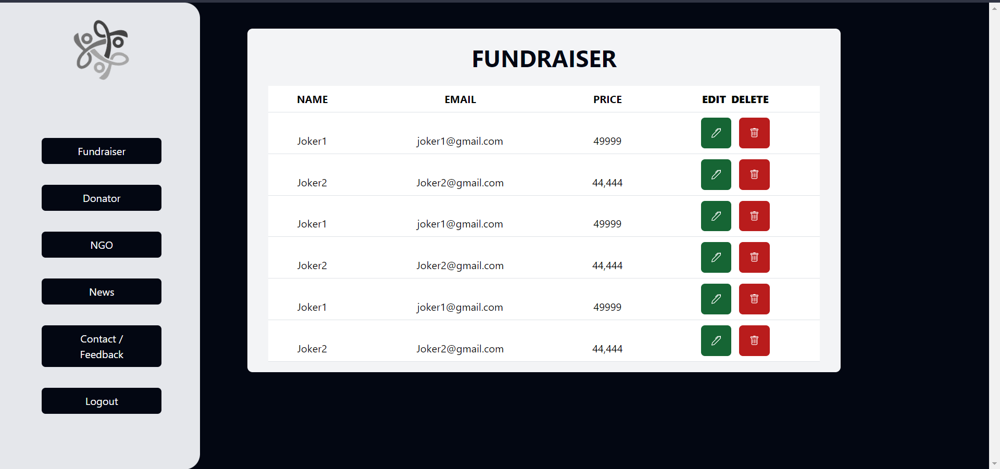 Fundraiser
Donator
NGO
News
Contact /
Feedback
Logout
FUNDRAISER
NAME EMAIL PRICE EDIT DELETE
Joker1 joker1@gmail.com 49999
Joker2 Joker2@gmail.com 44,444
Joker1 joker1@gmail.com 49999
Joker2 Joker2@gmail.com 44,444
Joker1 joker1@gmail.com 49999
Joker2 Joker2@gmail.com 44,444